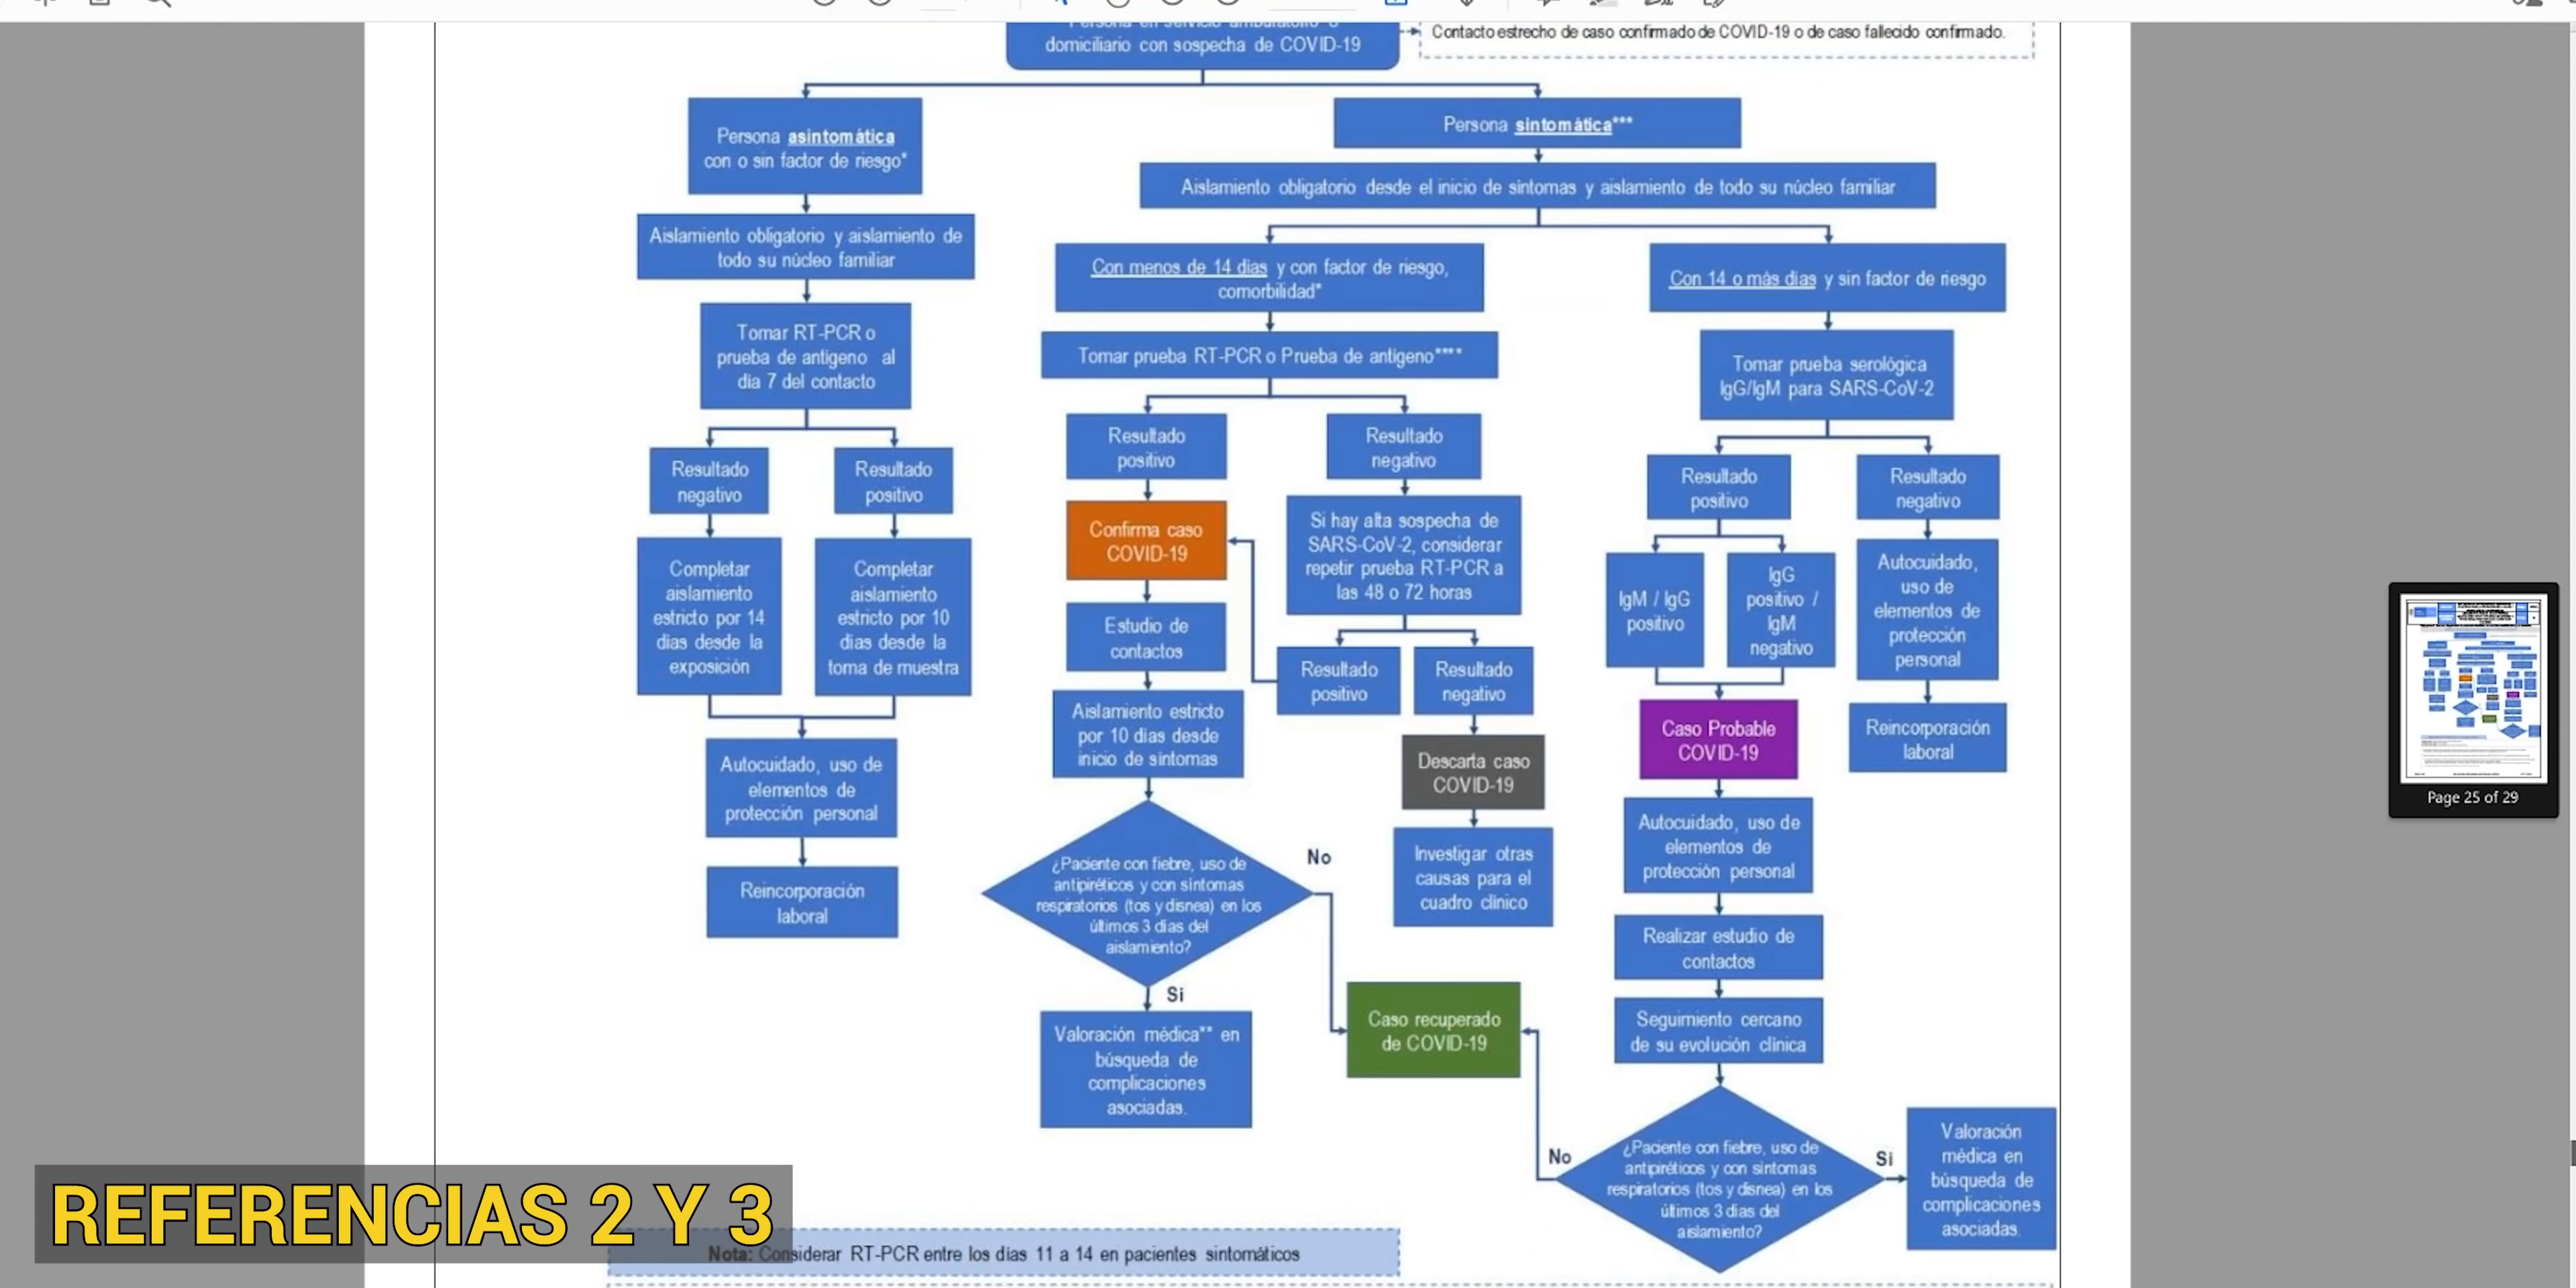 Persona en servicio ambulatorio o
domiciliario con sospecha de COVID-19
Contacto estrecho de caso confirmado de COVID-19 o de caso fallecido confirmado.
Persona asintomática
con o sin factor de riesgo*
Aislamiento obligatorio y aislamiento de
todo su núcleo familiar
Tomar RT-PCR o
prueba de antígeno al
día 7 del contacto
Resultado
negativo
Resultado
positivo
Completar
aislamiento
estricto por 14
días desde la
exposición
Completar
aislamiento
estricto por 10
días desde la
toma de muestra
Autocuidado, uso de
elementos de
protección personal
Reincorporación
laboral
Persona sintomática***
Aislamiento obligatorio desde el inicio de síntomas y aislamiento de todo su núcleo familiar
Con menos de 14 días y con factor de riesgo,
comorbilidad*
Tomar prueba RT-PCR o Prueba de antígeno****
Resultado
positivo
Resultado
negativo
Confirma caso
COVID-19
Si hay alta sospecha de
SARS-CoV-2, considerar
repetir prueba RT-PCR a
las 48 o 72 horas
Estudio de
contactos
Resultado
positivo
Resultado
negativo
Aislamiento estricto
por 10 días desde
inicio de síntomas
Descarta caso
COVID-19
Investigar otras
causas para el
cuadro clínico
¿Paciente con fiebre, uso de
antipiréticos y con síntomas
respiratorios (tos y disnea) en los
últimos 3 días del
aislamiento?
No
Si
Valoración médica** en
búsqueda de
complicaciones
asociadas.
Caso recuperado
de COVID-19
Con 14 o más días y sin factor de riesgo
Tomar prueba serológica
IgG/IgM para SARS-CoV-2
Resultado
positivo
Resultado
negativo
IgM / IgG
positivo
IgG
positivo /
IgM
negativo
Autocuidado,
uso de
elementos de
protección
personal
Reincorporación
laboral
Caso Probable
COVID-19
Autocuidado, uso de
elementos de
protección personal
Realizar estudio de
contactos
Seguimiento cercano
de su evolución clínica
¿Paciente con fiebre, uso de
antipiréticos y con síntomas
respiratorios (tos y disnea) en los
últimos 3 días del
aislamiento?
No
Si
Valoración
médica en
búsqueda de
complicaciones
asociadas.
Nota: Considerar RT-PCR entre los días 11 a 14 en pacientes sintomáticos
REFERENCIAS 2 Y 3
Page 25 of 29